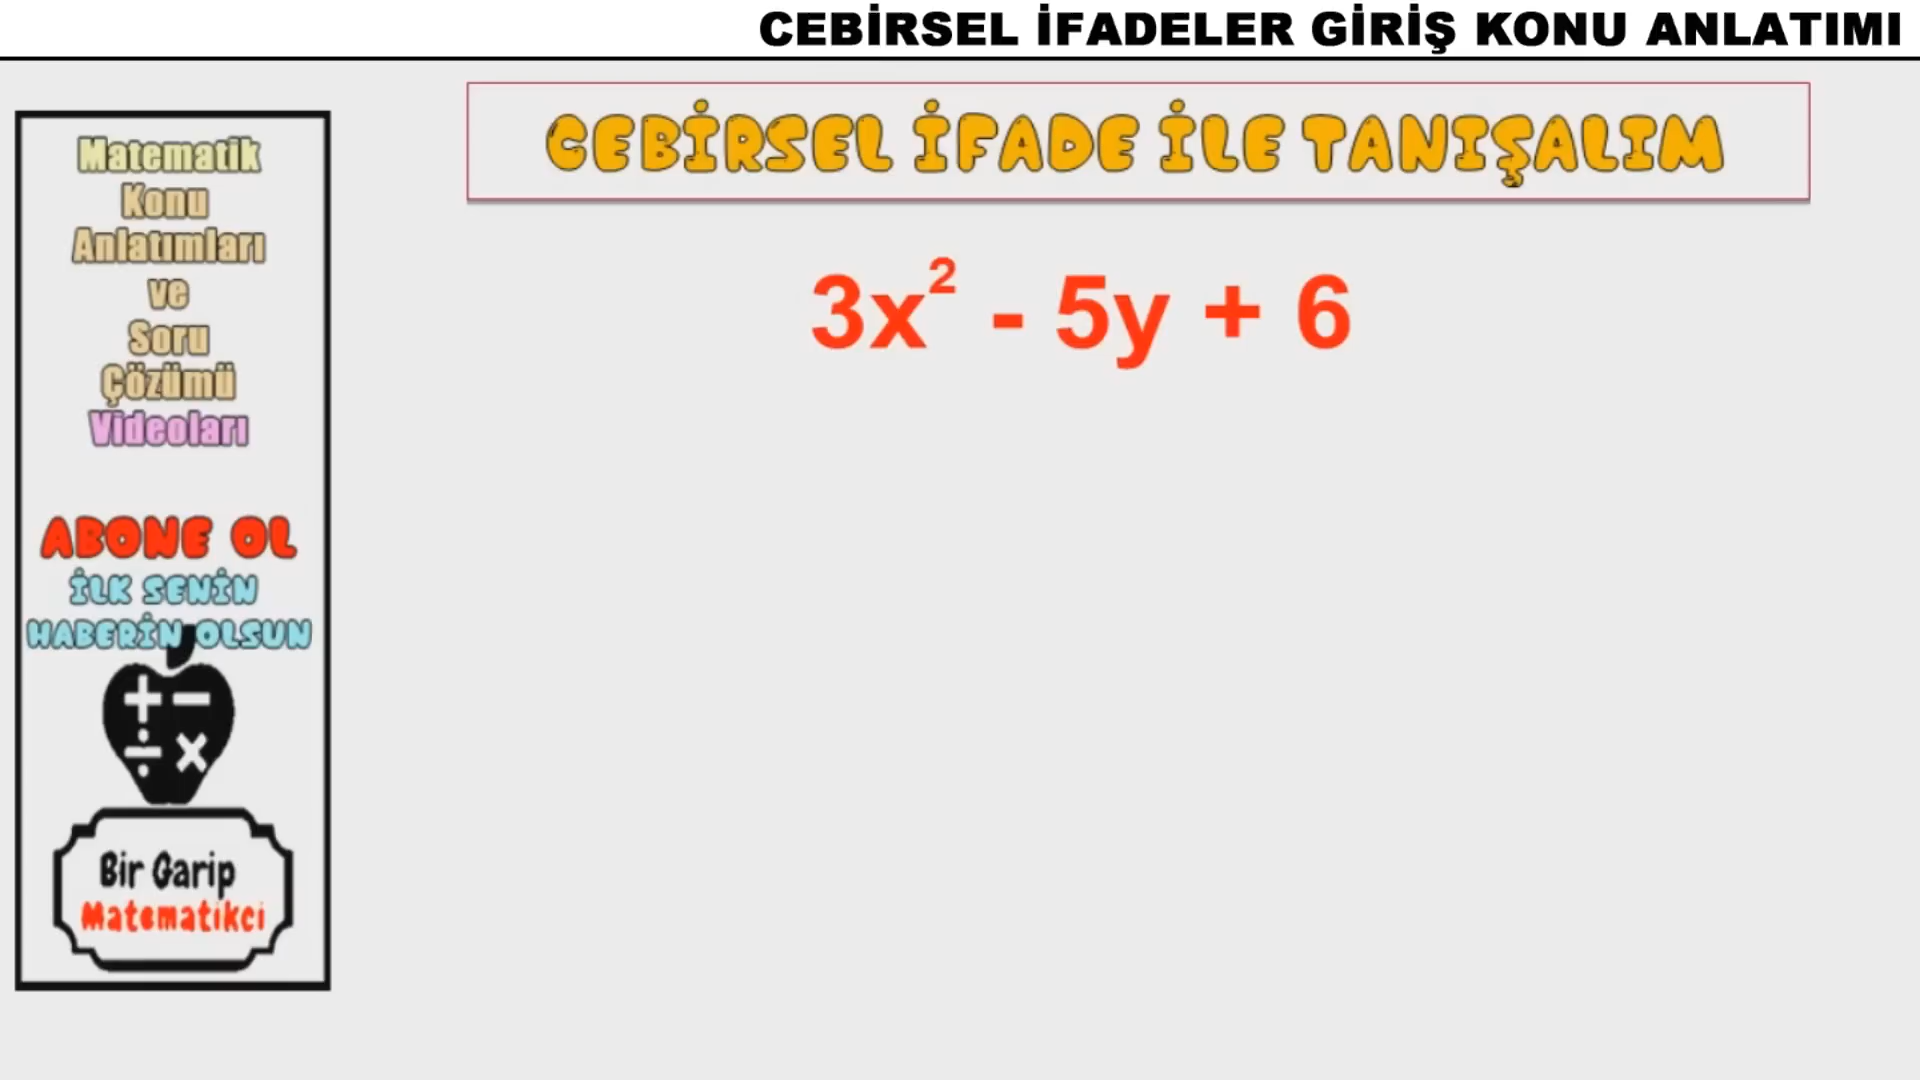 CEBİRSEL İFADELER GİRİŞ KONU ANLATIMI
CEBİRSEL İFADE İLE TANIŞALIM
3x² - 5y + 6
Matematik
Konu
Anlatımları
ve
Soru
Çözümü
Videoları
ABONE OL
İLK SENİN
HABERİN OLSUN
+ −
÷ ×
Bir Garip
Matematikci